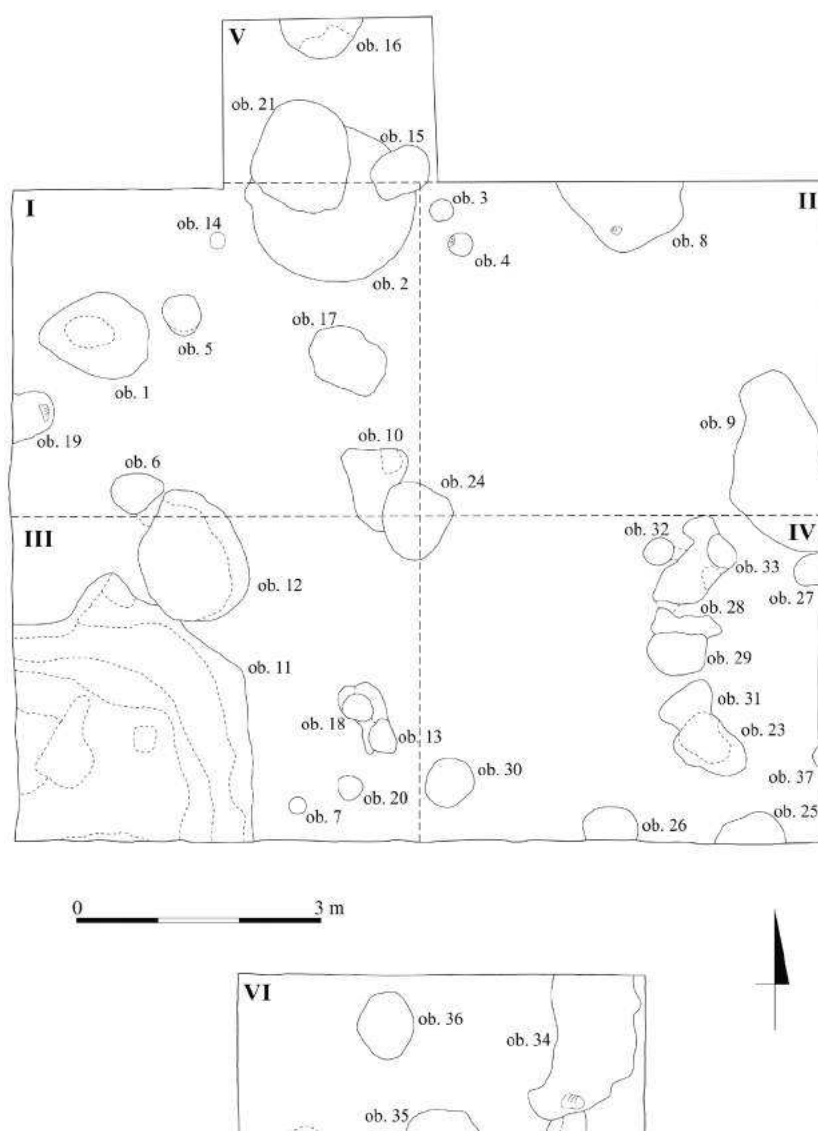 V
ob. 16
ob. 21
ob. 15
I
II
ob. 3
ob. 14
ob. 4
ob. 8
ob. 2
ob. 17
ob. 5
ob. 1
ob. 9
ob. 19
ob. 10
ob. 6
ob. 24
III
IV
ob. 32
ob. 33
ob. 27
ob. 12
ob. 28
ob. 29
ob. 11
ob. 31
ob. 18
ob. 13
ob. 23
ob. 30
ob. 37
ob. 20
ob. 7
ob. 26
ob. 25
0 3 m
VI
ob. 36
ob. 34
ob. 35